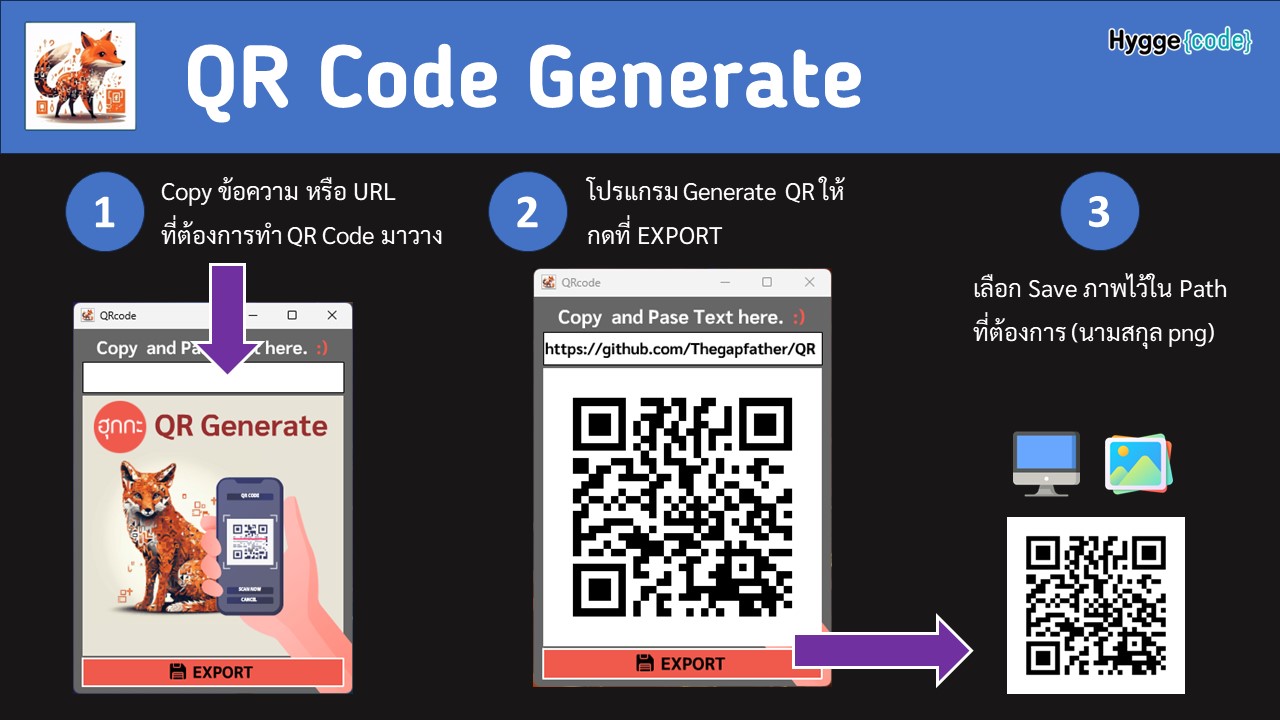 QR Code Generate
Hygge{code}
1
Copy ข้อความ หรือ URL
ที่ต้องการทำ QR Code มาวาง
2
โปรแกรม Generate QR ให้
กดที่ EXPORT
3
เลือก Save ภาพไว้ใน Path
ที่ต้องการ (นามสกุล png)
QRcode
Copy and Pa t here. :)
ฮุกกะ QR Generate
QR CODE
SCAN NOW
CANCEL
EXPORT
QRcode
Copy and Pase Text here. :)
https://github.com/Thegapfather/QR
EXPORT